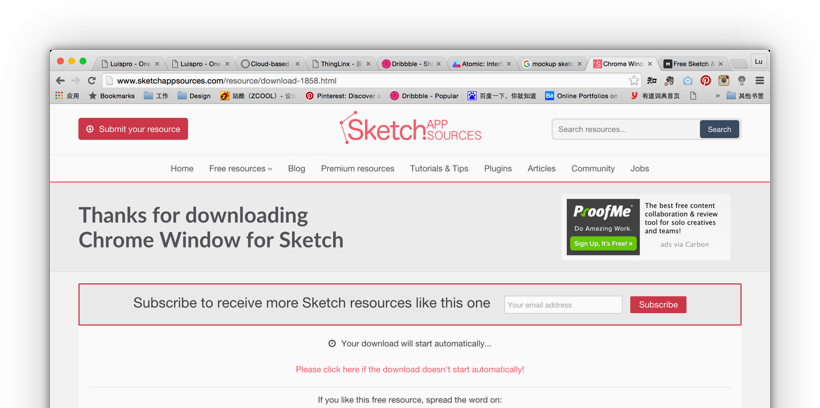 Luispro - One
Luispro - One
Cloud-based
ThingLinx -
Dribbble - Sh
Atomic: Inter
mockup sketc
Chrome Wind
Free Sketch &
Lu
www.sketchappsources.com/resource/download-1858.html
应用
Bookmarks
工作
Design
站酷 (ZCOOL) - 设计
Pinterest: Discover a
Dribbble - Popular
百度一下，你就知道
Online Portfolios on
有道词典首页
»
其他书签
Submit your resource
Sketch APP SOURCES
Search resources...
Search
Home Free resources Blog Premium resources Tutorials & Tips Plugins Articles Community Jobs
Thanks for downloading
Chrome Window for Sketch
ProofMe
Do Amazing Work.
Sign Up, It's Free! »
The best free content
collaboration & review
tool for solo creatives
and teams!
ads via Carbon
Subscribe to receive more Sketch resources like this one
Your email address
Subscribe
Your download will start automatically...
Please click here if the download doesn't start automatically!
If you like this free resource, spread the word on: